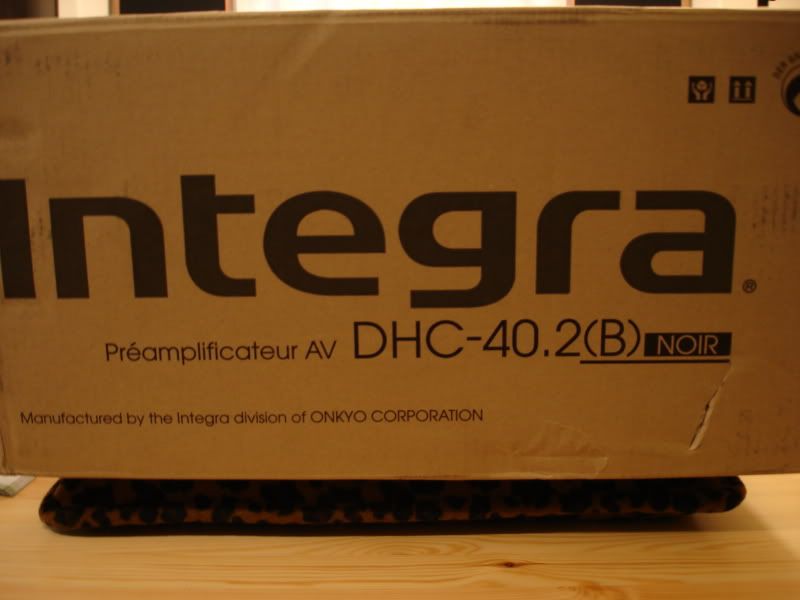 Integra®
Préamplificateur AV DHC-40.2(B) NOIR
Manufactured by the Integra division of ONKYO CORPORATION